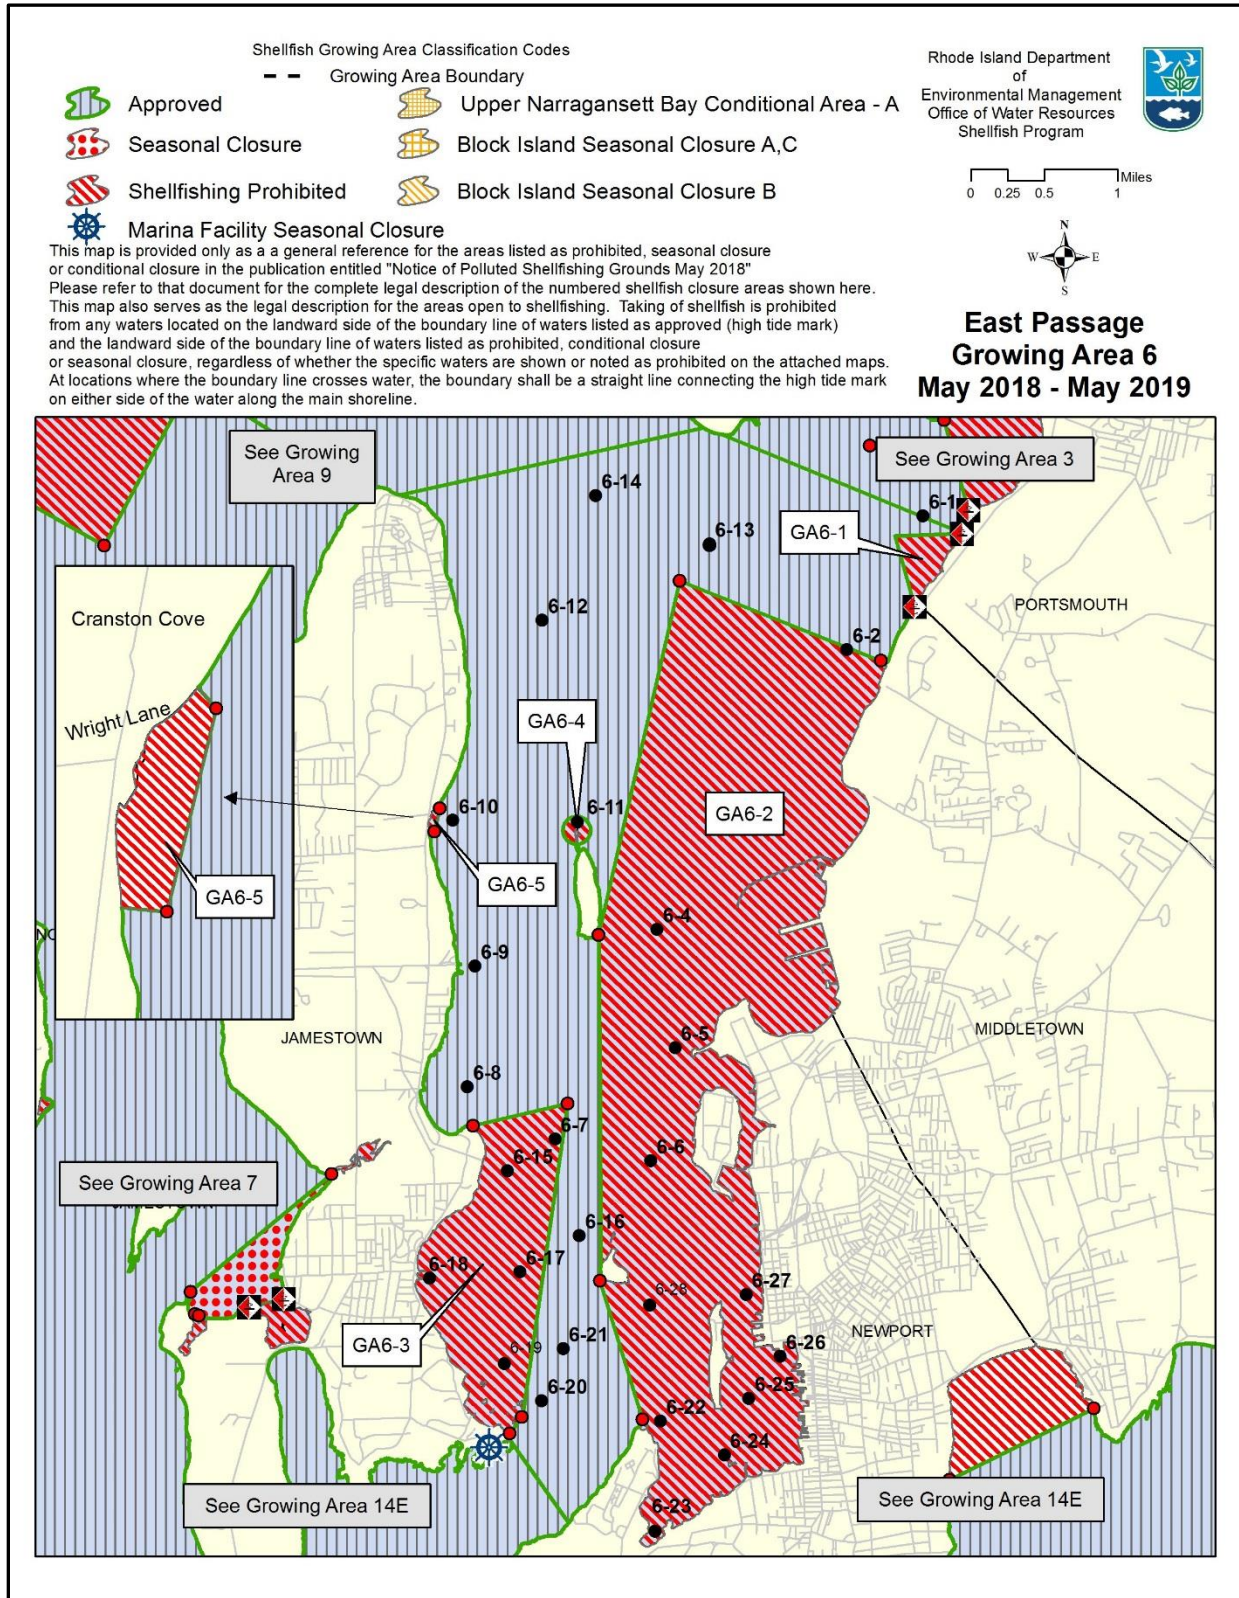 Shellfish Growing Area Classification Codes
Growing Area Boundary
Approved
Upper Narragansett Bay Conditional Area - A
Seasonal Closure
Block Island Seasonal Closure A,C
Shellfishing Prohibited
Block Island Seasonal Closure B
Marina Facility Seasonal Closure
Rhode Island Department
of
Environmental Management
Office of Water Resources
Shellfish Program
Miles
0 0.25 0.5 1
N
W E
S
This map is provided only as a a general reference for the areas listed as prohibited, seasonal closure
or conditional closure in the publication entitled "Notice of Polluted Shellfishing Grounds May 2018"
Please refer to that document for the complete legal description of the numbered shellfish closure areas shown here.
This map also serves as the legal description for the areas open to shellfishing. Taking of shellfish is prohibited
from any waters located on the landward side of the boundary line of waters listed as approved (high tide mark)
and the landward side of the boundary line of waters listed as prohibited, conditional closure
or seasonal closure, regardless of whether the specific waters are shown or noted as prohibited on the attached maps.
At locations where the boundary line crosses water, the boundary shall be a straight line connecting the high tide mark
on either side of the water along the main shoreline.
East Passage
Growing Area 6
May 2018 - May 2019
See Growing
Area 9
See Growing Area 3
6-14
6-1
6-13
GA6-1
PORTSMOUTH
6-12
Cranston Cove
6-2
Wright Lane
GA6-4
6-10
6-11
GA6-2
GA6-5
GA6-5
6-4
NO
6-9
6-5
MIDDLETOWN
JAMESTOWN
6-8
6-7
6-6
6-15
See Growing Area 7
JAMESTOWN
6-16
6-18
6-17
6-27
6-28
NEWPORT
GA6-3
6-21
6-26
6-19
6-20
6-25
6-22
6-24
See Growing Area 14E
See Growing Area 14E
6-23